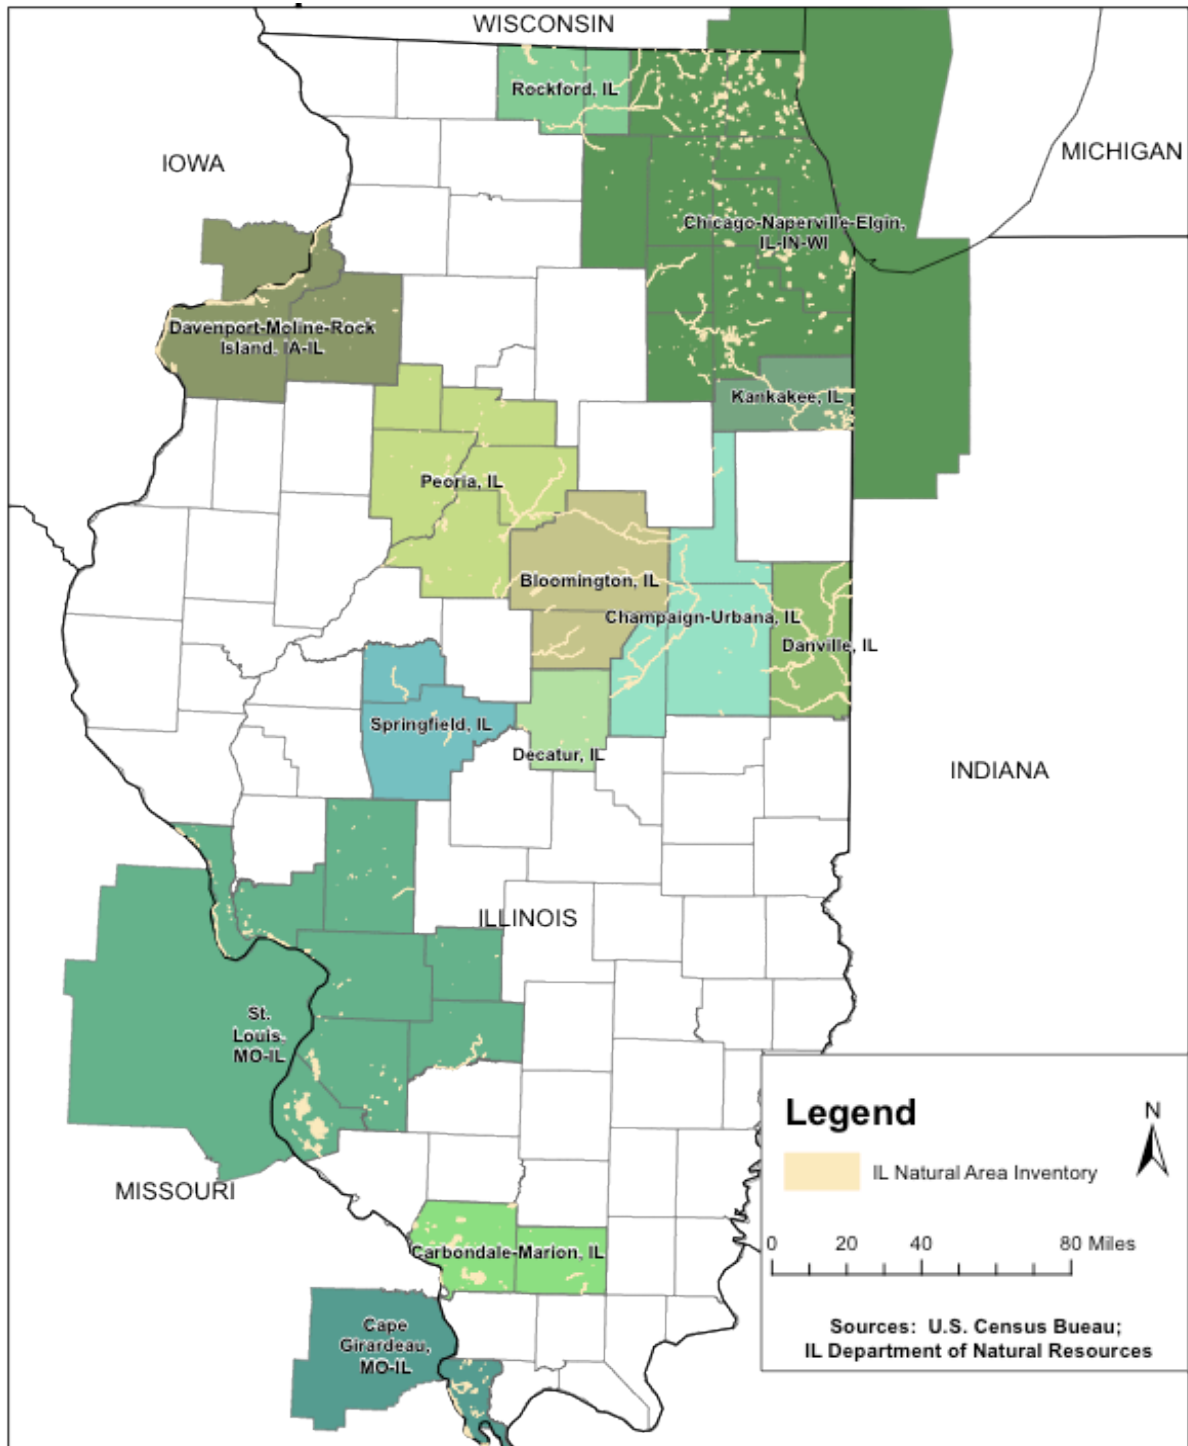 WISCONSIN
Rockford, IL
IOWA
MICHIGAN
Chicago-Naperville-Elgin,
IL-IN-WI
Davenport-Moline-Rock
Island, IA-IL
Kankakee, IL
Peoria, IL
Bloomington, IL
Champaign-Urbana, IL
Danville, IL
Springfield, IL
Decatur, IL
INDIANA
ILLINOIS
St.
Louis,
MO-IL
MISSOURI
Carbondale-Marion, IL
Cape
Girardeau,
MO-IL
Legend
N
IL Natural Area Inventory
0 20 40 80 Miles
Sources: U.S. Census Bueau;
IL Department of Natural Resources